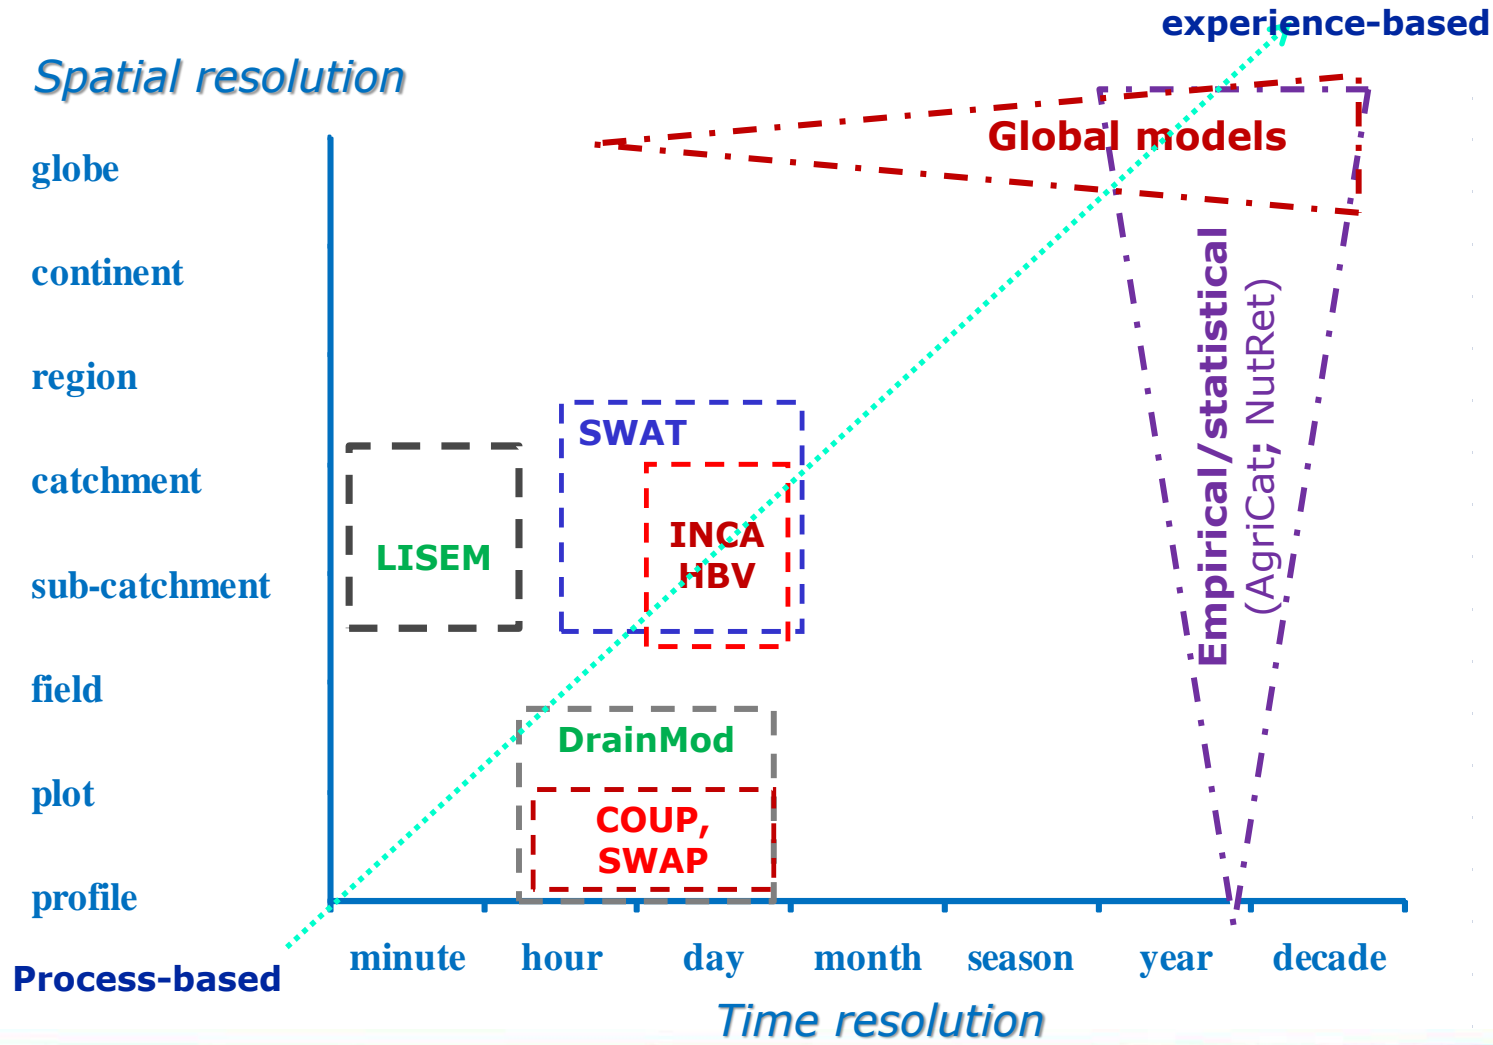 experience-based
Spatial resolution
Global models
globe
continent
region
catchment
sub-catchment
field
plot
profile
SWAT
INCA
HBV
LISEM
DrainMod
COUP,
SWAP
Empirical/statistical
(AgriCat; NutRet)
minute
hour
day
month
season
year
decade
Process-based
Time resolution